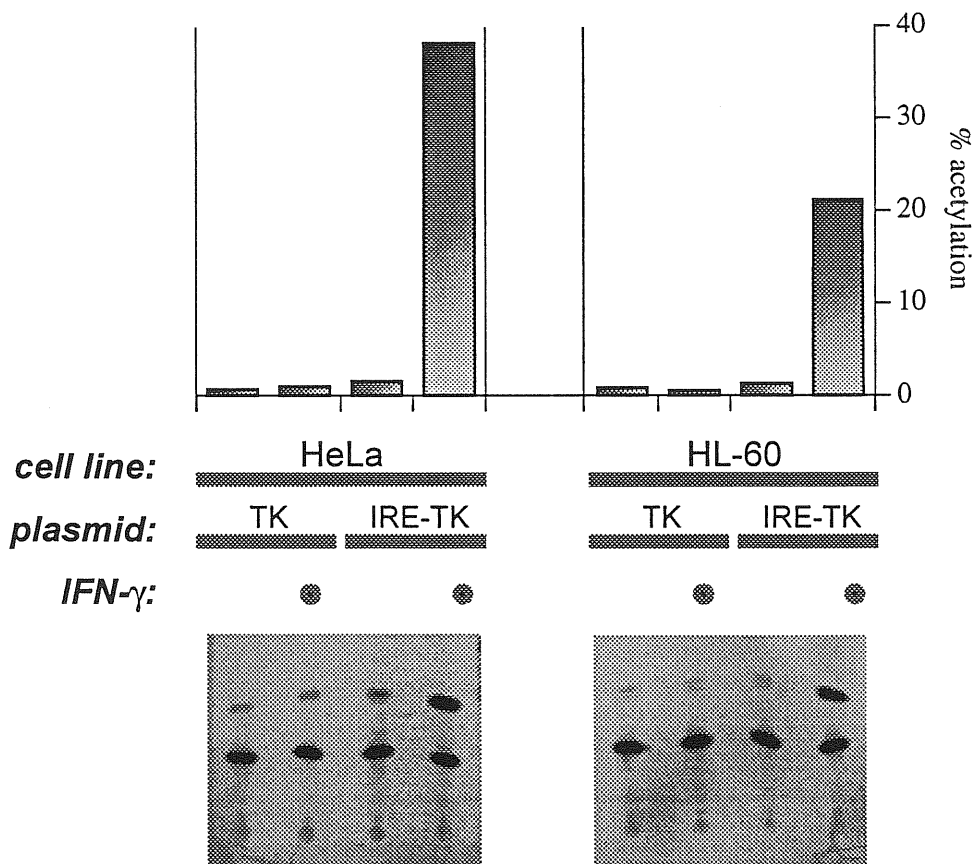 40
30
20
10
0
% acetylation
cell line: HeLa HL-60
plasmid: TK IRE-TK TK IRE-TK
IFN-γ: